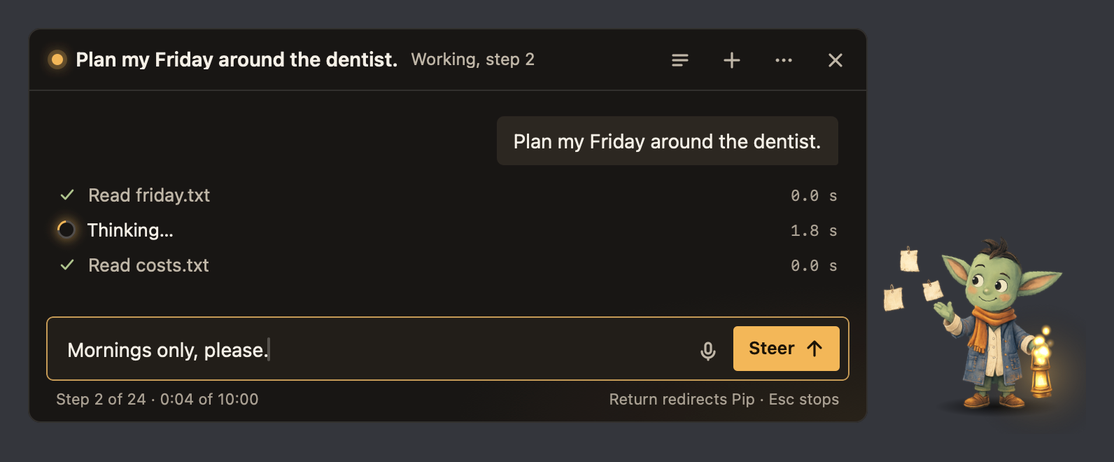 Plan my Friday around the dentist. Working, step 2
Plan my Friday around the dentist.
Read friday.txt 0.0 s
Thinking... 1.8 s
Read costs.txt 0.0 s
Mornings only, please. Steer
Step 2 of 24 · 0:04 of 10:00 Return redirects Pip · Esc stops